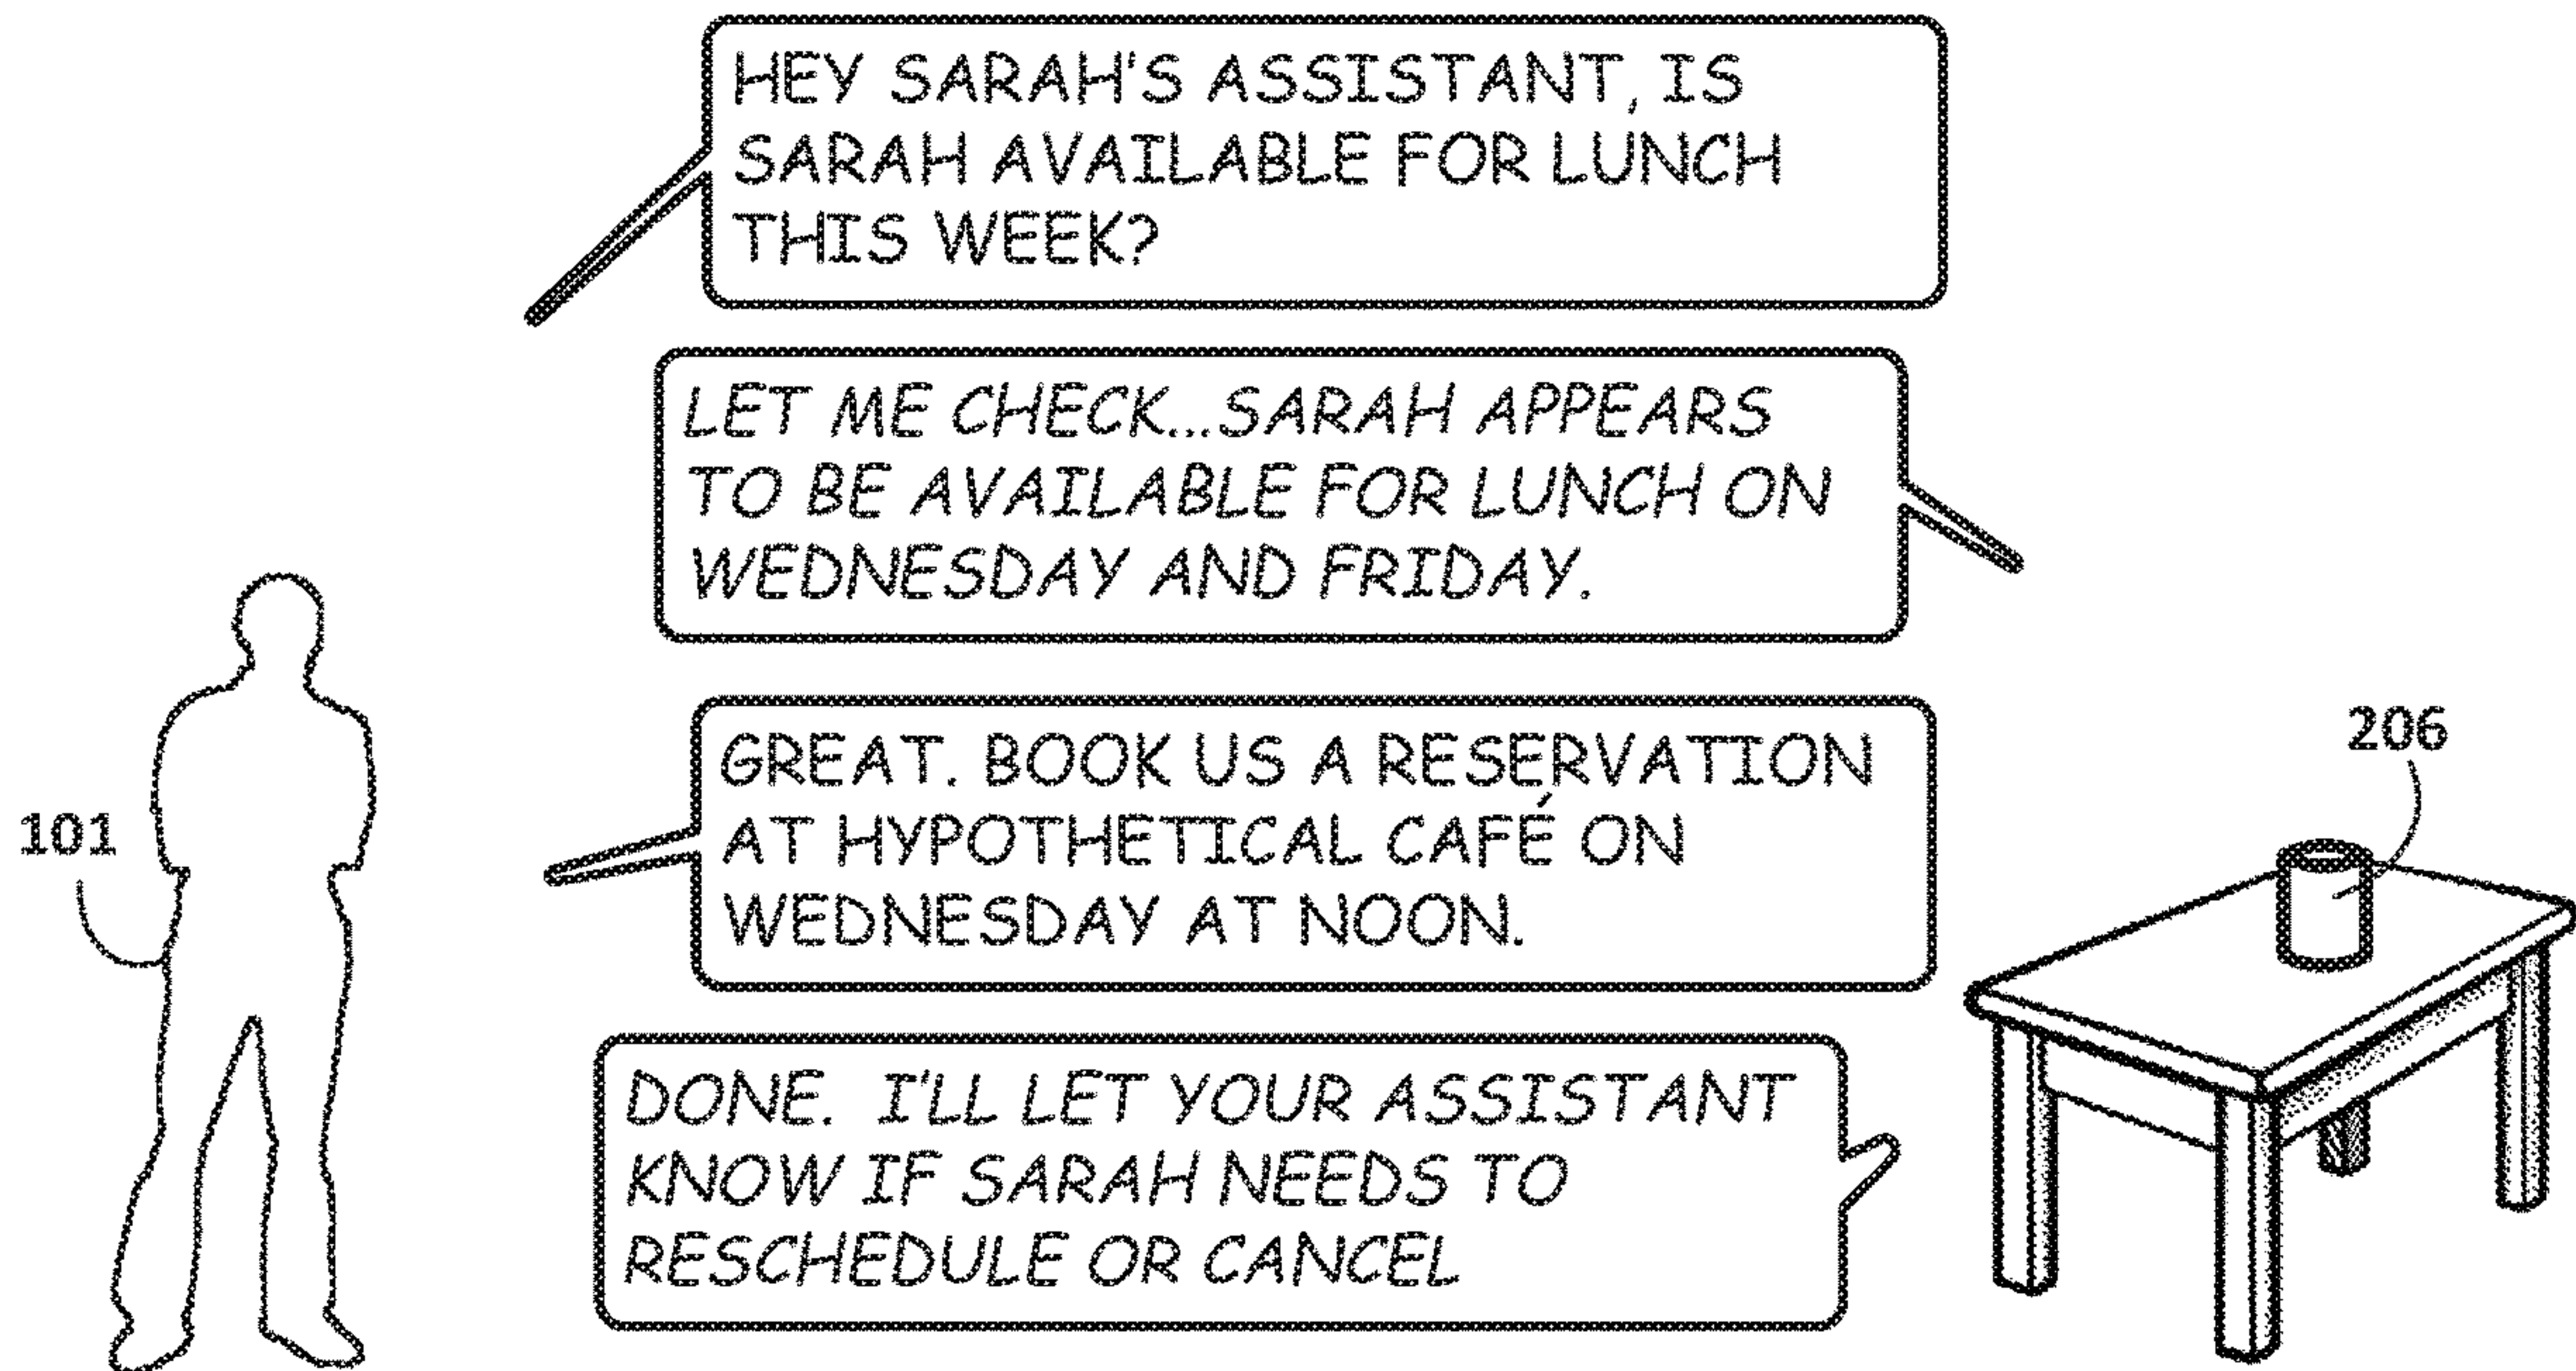 HEY SARAH'S ASSISTANT, IS
SARAH AVAILABLE FOR LUNCH
THIS WEEK?
LET ME CHECK...SARAH APPEARS
TO BE AVAILABLE FOR LUNCH ON
WEDNESDAY AND FRIDAY.
GREAT. BOOK US A RESERVATION
AT HYPOTHETICAL CAFÉ ON
WEDNESDAY AT NOON.
DONE. I'LL LET YOUR ASSISTANT
KNOW IF SARAH NEEDS TO
RESCHEDULE OR CANCEL
101
206